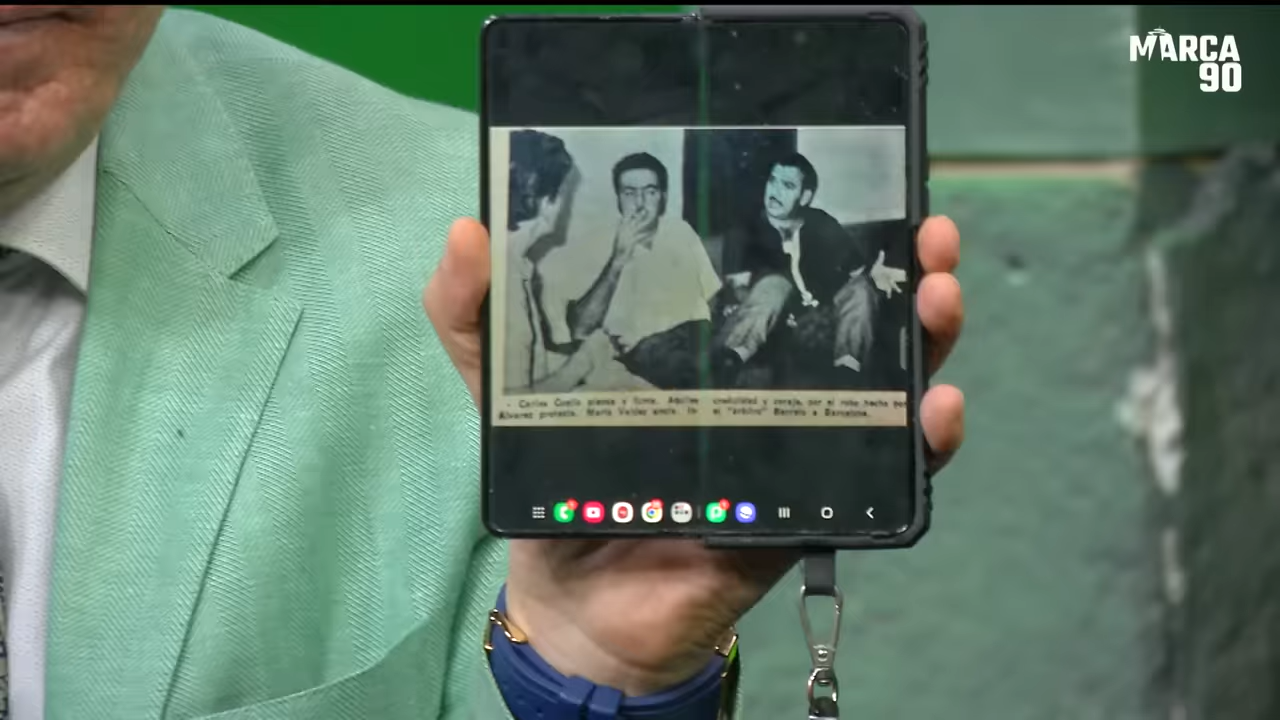 MARCA
90
- Carlos Coello piensa y fuma. Aquiles
Alvarez protesta. Mario Valdez anota. In
credulidad y coraje, por el robo hecho por
el "árbitro" Barreto a Barcelona.